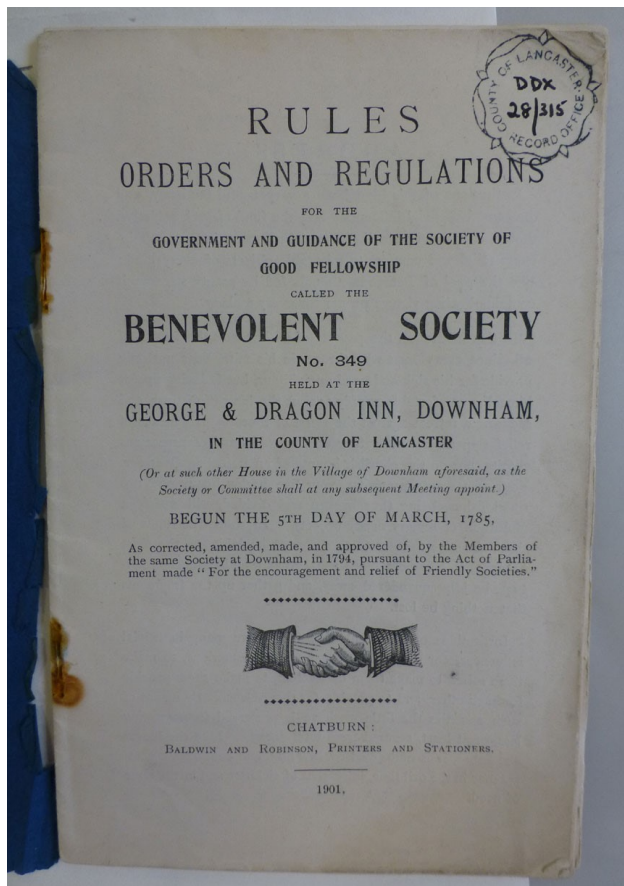 COUNTY OF LANCASTER
DDX
28/315
RECORD OFFICE
RULES
ORDERS AND REGULATIONS
FOR THE
GOVERNMENT AND GUIDANCE OF THE SOCIETY OF
GOOD FELLOWSHIP
CALLED THE
BENEVOLENT SOCIETY
No. 349
HELD AT THE
GEORGE & DRAGON INN, DOWNHAM,
IN THE COUNTY OF LANCASTER
(Or at such other House in the Village of Downham aforesaid, as the
Society or Committee shall at any subsequent Meeting appoint.)
BEGUN THE 5TH DAY OF MARCH, 1785,
As corrected, amended, made, and approved of, by the Members of
the same Society at Downham, in 1794, pursuant to the Act of Parlia-
ment made "For the encouragement and relief of Friendly Societies."
CHATBURN:
BALDWIN AND ROBINSON, PRINTERS AND STATIONERS.
1901.